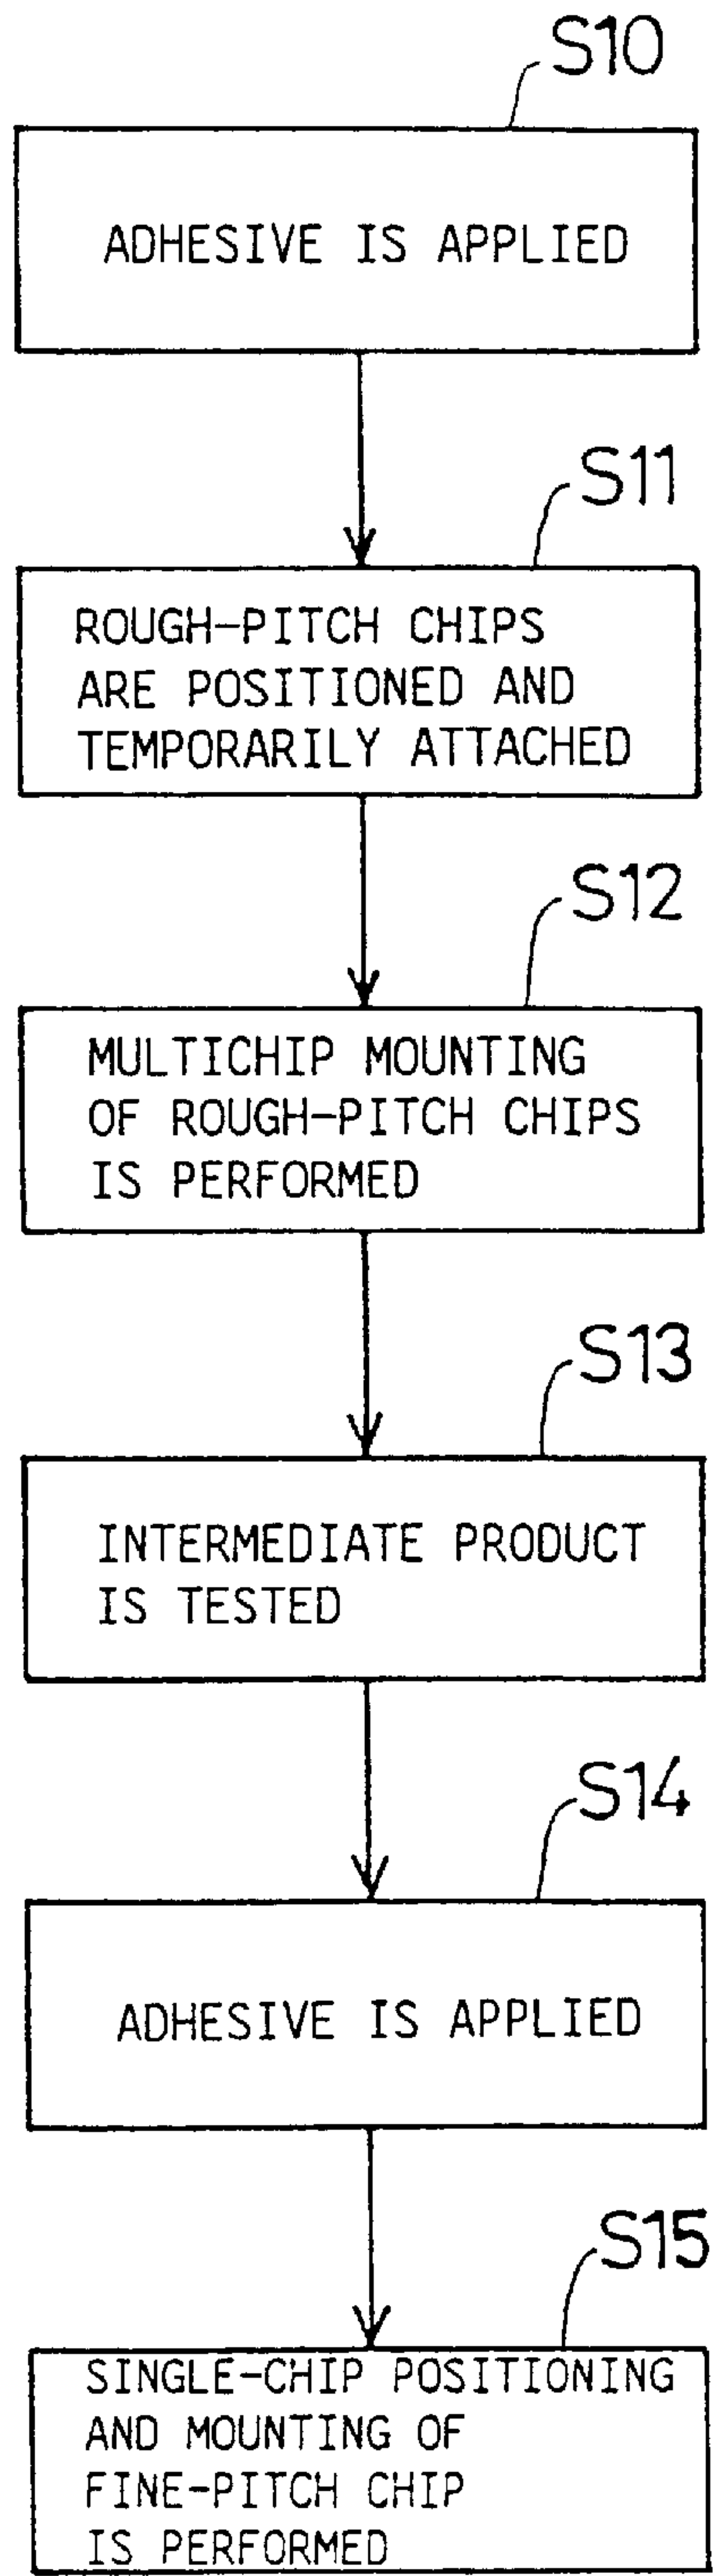 S10
ADHESIVE IS APPLIED
S11
ROUGH-PITCH CHIPS
ARE POSITIONED AND
TEMPORARILY ATTACHED
S12
MULTICHIP MOUNTING
OF ROUGH-PITCH CHIPS
IS PERFORMED
S13
INTERMEDIATE PRODUCT
IS TESTED
S14
ADHESIVE IS APPLIED
S15
SINGLE-CHIP POSITIONING
AND MOUNTING OF
FINE-PITCH CHIP
IS PERFORMED